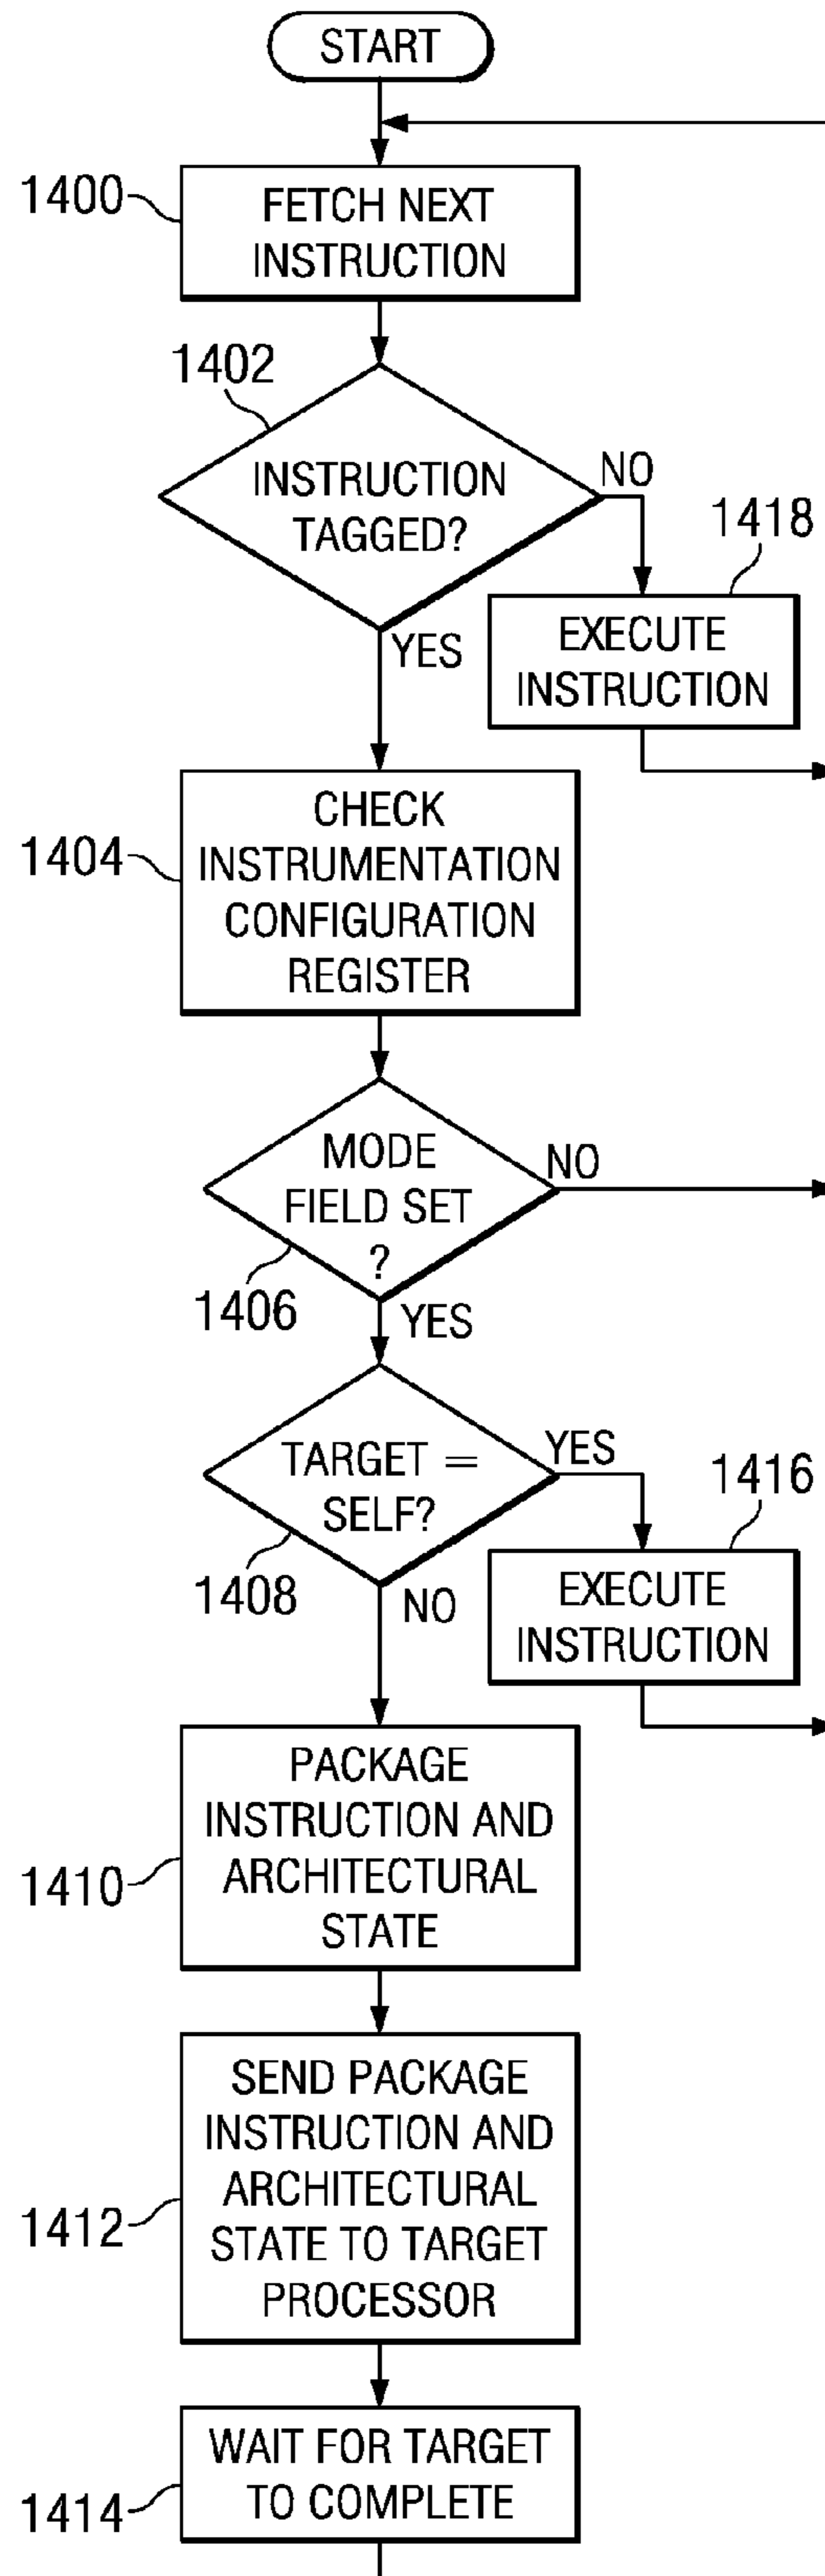 START
1400
FETCH NEXT
INSTRUCTION
1402
INSTRUCTION
TAGGED?
NO
1418
EXECUTE
INSTRUCTION
YES
1404
CHECK
INSTRUMENTATION
CONFIGURATION
REGISTER
MODE
FIELD SET
?
NO
1406
YES
TARGET =
SELF?
YES
1416
1408
EXECUTE
INSTRUCTION
NO
1410
PACKAGE
INSTRUCTION AND
ARCHITECTURAL
STATE
1412
SEND PACKAGE
INSTRUCTION AND
ARCHITECTURAL
STATE TO TARGET
PROCESSOR
1414
WAIT FOR TARGET
TO COMPLETE